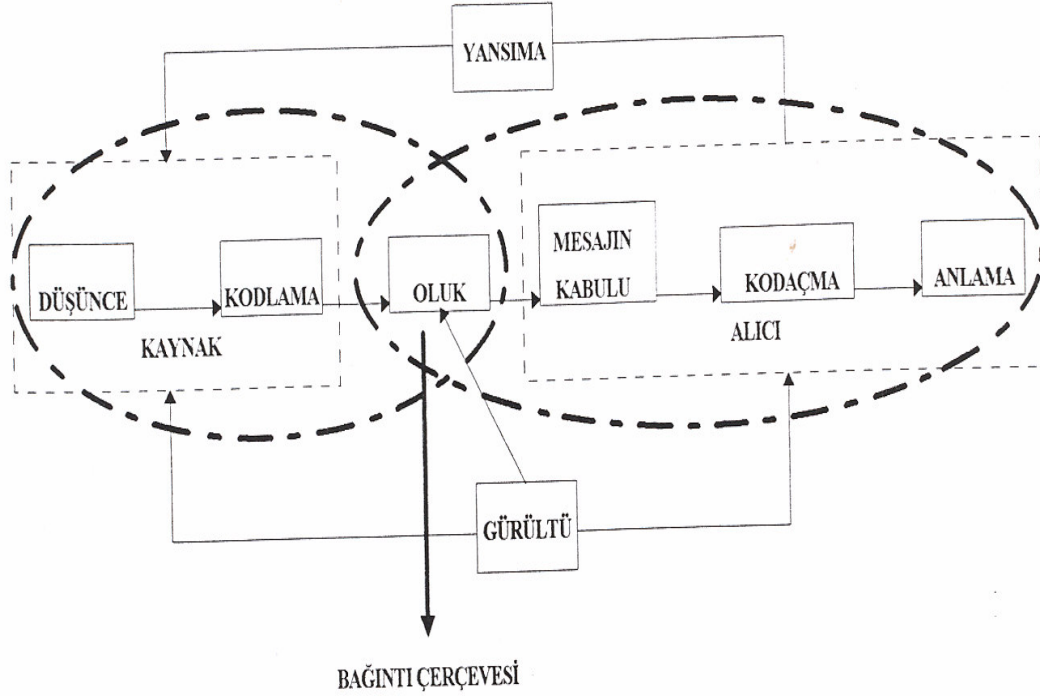 YANSIMA
DÜŞÜNCE
KODLAMA
KAYNAK
OLUK
MESAJIN
KABULU
KODAÇMA
ANLAMA
ALICI
GÜRÜLTÜ
BAĞINTI ÇERÇEVESİ